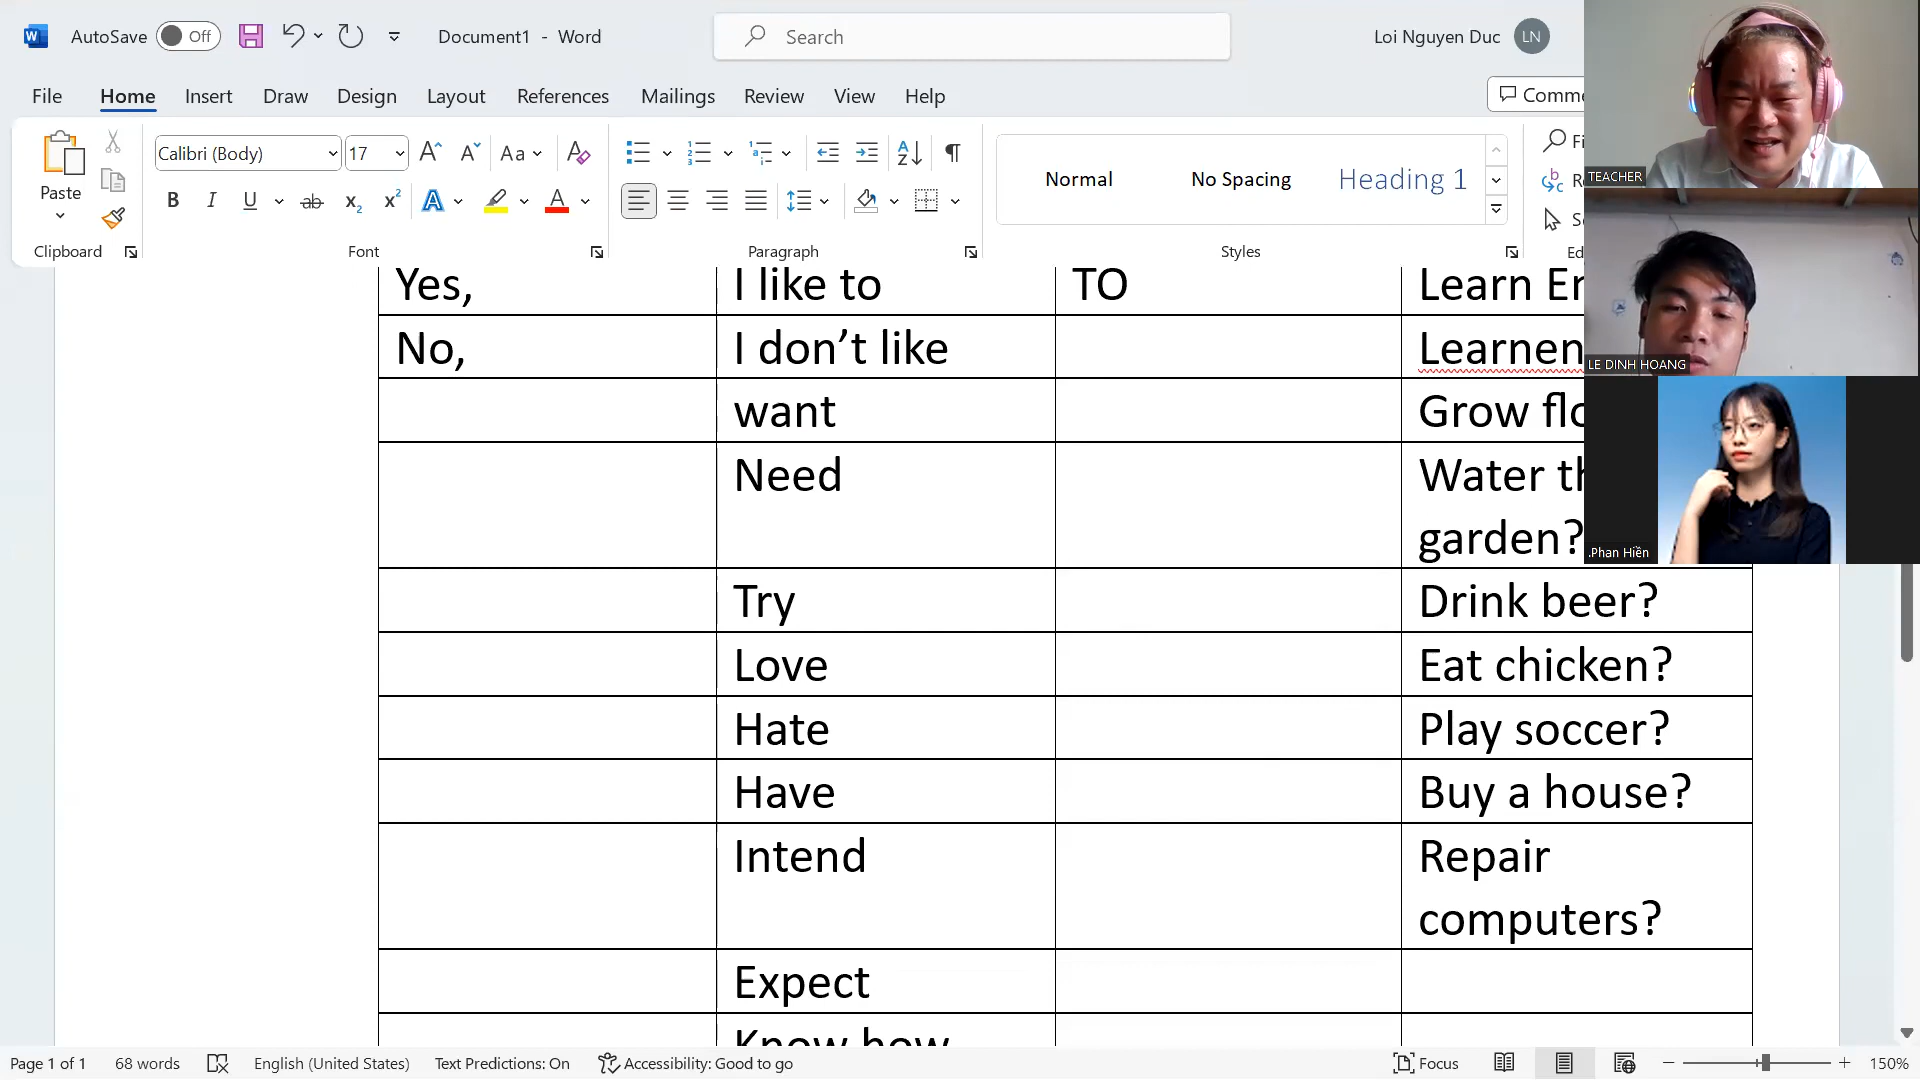 AutoSave Off Document1 - Word Search Loi Nguyen Duc LN
File Home Insert Draw Design Layout References Mailings Review View Help
Paste
Calibri (Body) 17
Normal No Spacing Heading 1
Clipboard Font Paragraph Styles
TEACHER
LE DINH HOANG
.Phan Hiền
Yes, I like to TO Learn
No, I don’t like
want Grow
Need Water
garden?
Try Drink beer?
Love Eat chicken?
Hate Play soccer?
Have Buy a house?
Intend Repair
computers?
Expect
Know how
Page 1 of 1 68 words English (United States) Text Predictions: On Accessibility: Good to go Focus 150%